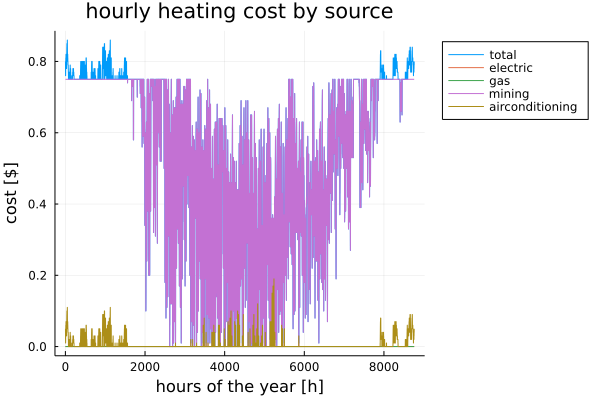 hourly heating cost by source
total
electric
gas
mining
airconditioning
cost [$]
0.8
0.6
0.4
0.2
0.0
0 2000 4000 6000 8000
hours of the year [h]